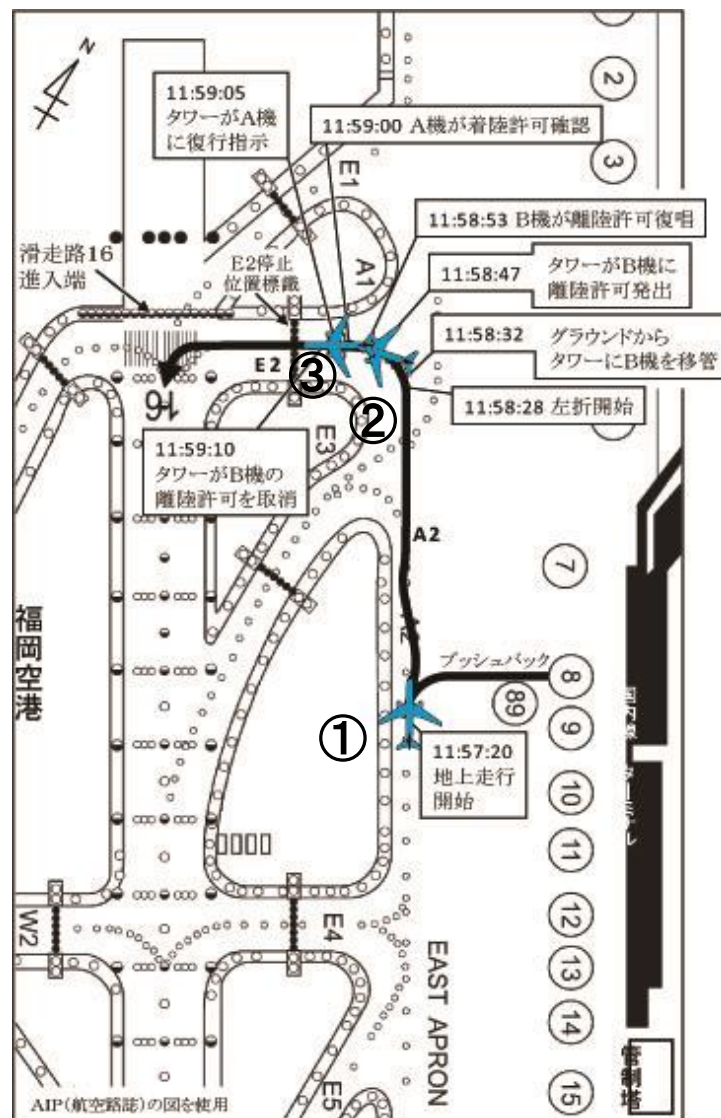 N
11:59:05
タワーがA機
に復行指示
11:59:00 A機が着陸許可確認
2
3
E1
A1
11:58:53 B機が離陸許可復唱
滑走路16
進入端
E2停止
位置標識
11:58:47 タワーがB機に
離陸許可発出
11:58:32 グラウンドから
タワーにB機を移管
E2
③
②
11:58:28 左折開始
16
E3
11:59:10
タワーがB機の
離陸許可を取消
A2
7
A2
福岡空港
プッシュバック
8
89
9
①
11:57:20
地上走行
開始
10
11
12
W2
E4
13
EAST APRON
14
管制塔
15
E5
AIP(航空路誌)の図を使用